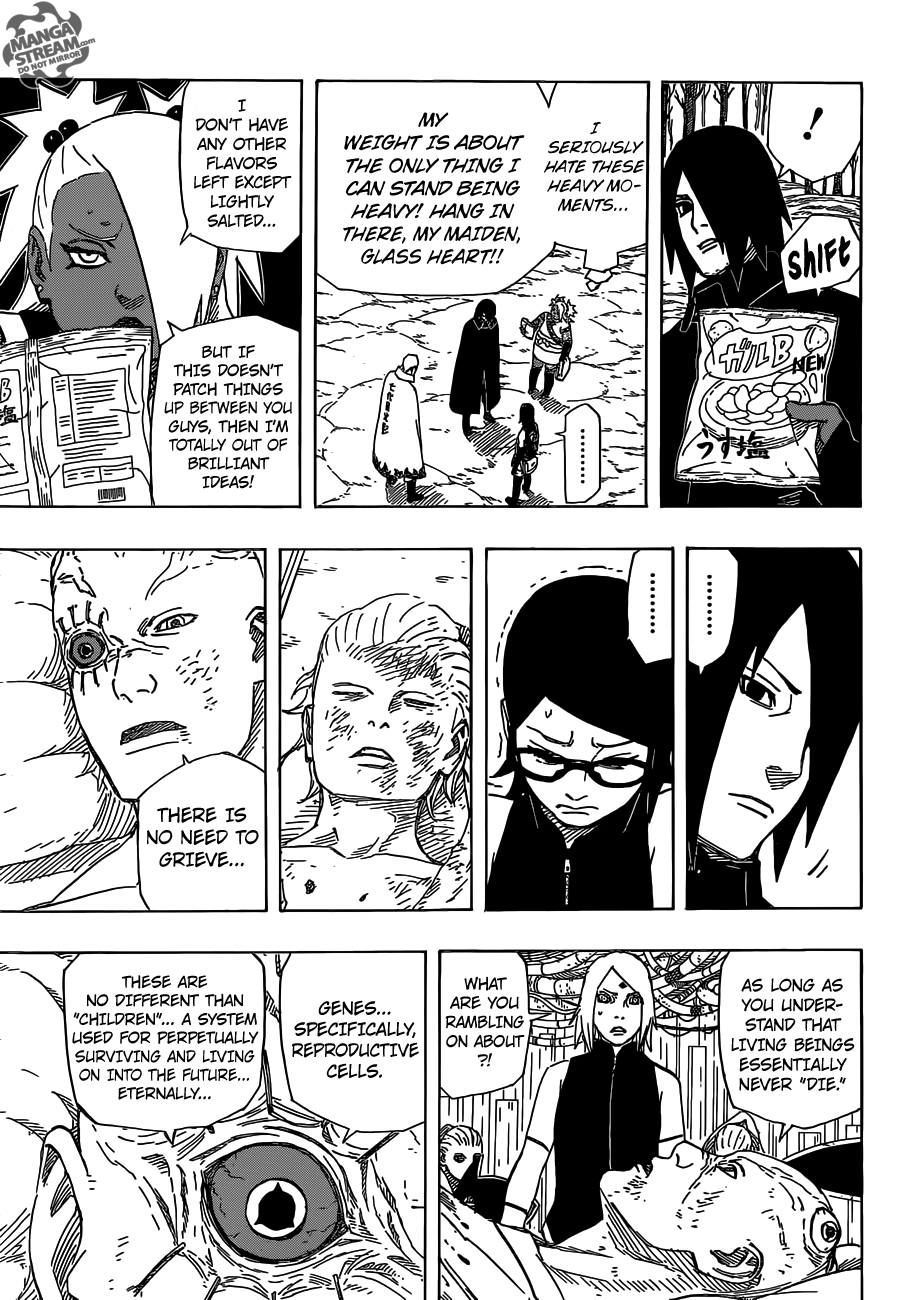 MANGA
STREAM.com
DO NOT MIRROR
!
Shift
ガルB
NEW
うす塩
I
SERIOUSLY
HATE THESE
HEAVY MO-
MENTS...
MY
WEIGHT IS ABOUT
THE ONLY THING I
CAN STAND BEING
HEAVY! HANG IN
THERE, MY MAIDEN,
GLASS HEART!!
.........
I
DON'T HAVE
ANY OTHER
FLAVORS
LEFT EXCEPT
LIGHTLY
SALTED...
BUT IF
THIS DOESN'T
PATCH THINGS
UP BETWEEN YOU
GUYS, THEN I'M
TOTALLY OUT OF
BRILLIANT
IDEAS!
B
塩
.........
.........
THERE IS
NO NEED TO
GRIEVE...
AS LONG AS
YOU UNDER-
STAND THAT
LIVING BEINGS
ESSENTIALLY
NEVER "DIE."
WHAT
ARE YOU
RAMBLING
ON ABOUT
?!
GENES...
SPECIFICALLY,
REPRODUCTIVE
CELLS.
THESE ARE
NO DIFFERENT THAN
"CHILDREN"... A SYSTEM
USED FOR PERPETUALLY
SURVIVING AND LIVING
ON INTO THE FUTURE...
ETERNALLY...